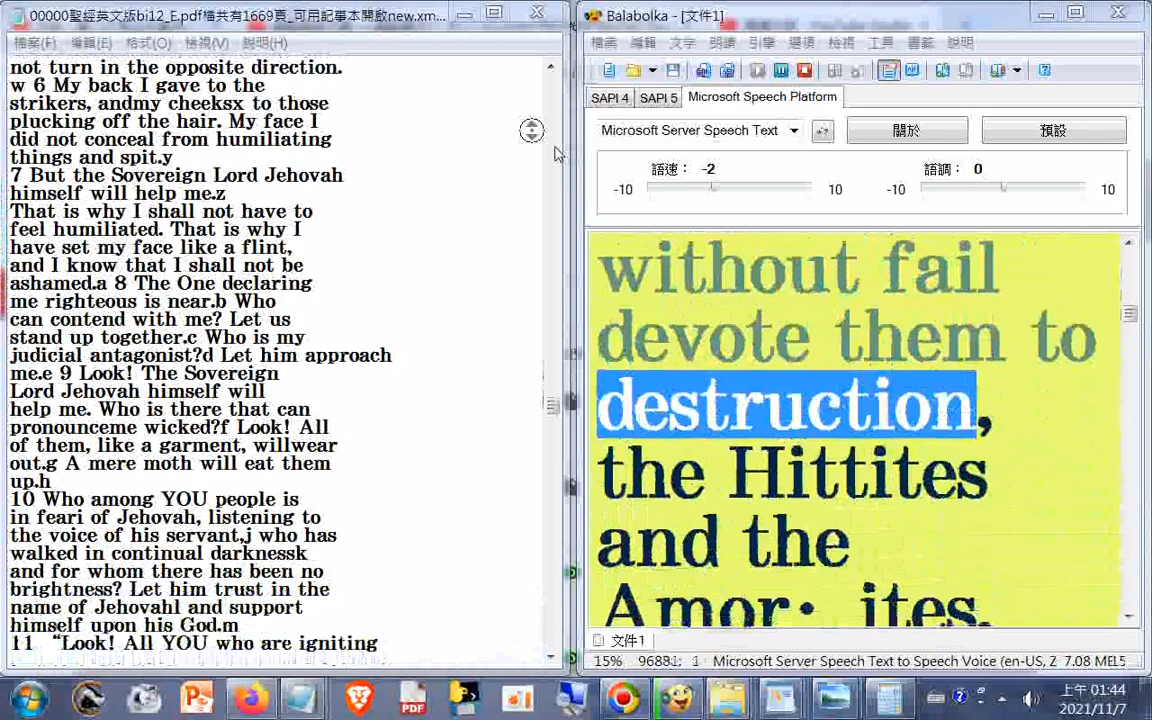 00000聖經英文版bi12_E.pdf檔共有1669頁_可用記事本開啟new.xm...
檔案(F) 編輯(E) 格式(O) 檢視(V) 說明(H)
not turn in the opposite direction.
w 6 My back I gave to the
strikers, andmy cheeksx to those
plucking off the hair. My face I
did not conceal from humiliating
things and spit.y
7 But the Sovereign Lord Jehovah
himself will help me.z
That is why I shall not have to
feel humiliated. That is why I
have set my face like a flint,
and I know that I shall not be
ashamed.a 8 The One declaring
me righteous is near.b Who
can contend with me? Let us
stand up together.c Who is my
judicial antagonist?d Let him approach
me.e 9 Look! The Sovereign
Lord Jehovah himself will
help me. Who is there that can
pronounceme wicked?f Look! All
of them, like a garment, willwear
out.g A mere moth will eat them
up.h
10 Who among YOU people is
in feari of Jehovah, listening to
the voice of his servant,j who has
walked in continual darknessk
and for whom there has been no
brightness? Let him trust in the
name of Jehovahl and support
himself upon his God.m
11 “Look! All YOU who are igniting
Balabolka - [文件1]
檔案 編輯 文字 朗讀 引擎 選項 檢視 工具 書籤 說明
SAPI 4 SAPI 5 Microsoft Speech Platform
Microsoft Server Speech Text 關於 預設
語速： -2 語調： 0
-10 10 -10 10
without fail
devote them to
destruction,
the Hittites
and the
Amor· ites,
文件1
15% 96881: 1 Microsoft Server Speech Text to Speech Voice (en-US, Z 7.08 MB
上午 01:44
2021/11/7